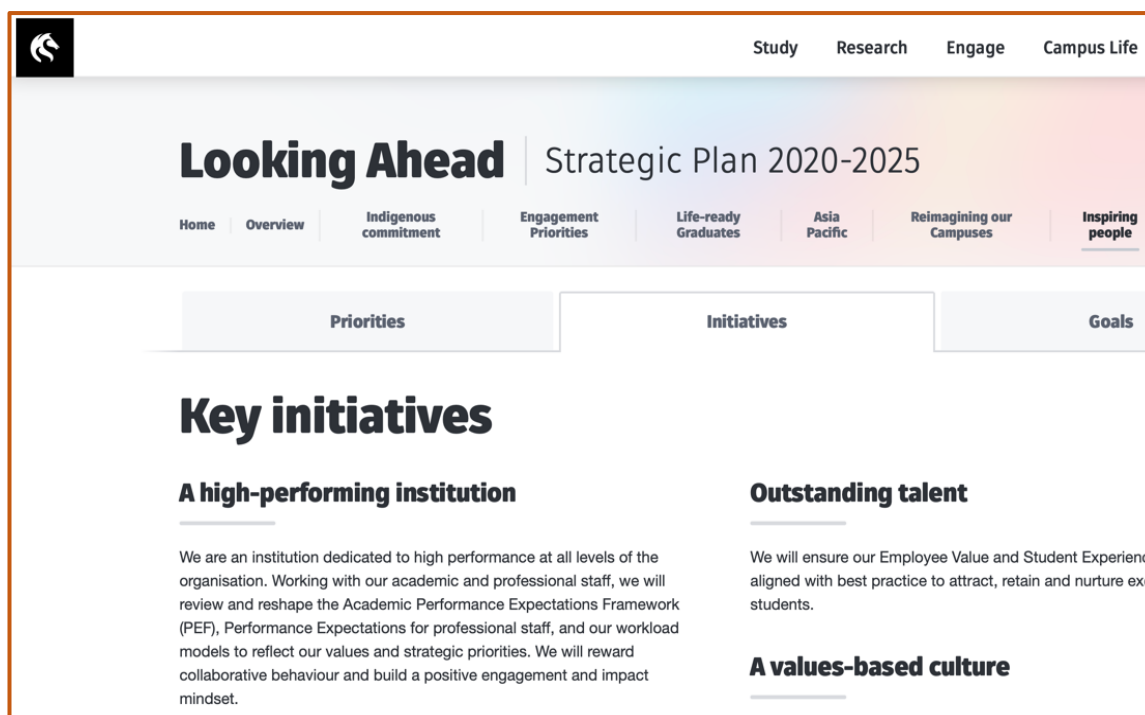 Study Research Engage Campus Life
Looking Ahead Strategic Plan 2020-2025
Home Overview Indigenous commitment Engagement Priorities Life-ready Graduates Asia Pacific Reimagining our Campuses Inspiring people
Priorities Initiatives Goals
Key initiatives
A high-performing institution
We are an institution dedicated to high performance at all levels of the
organisation. Working with our academic and professional staff, we will
review and reshape the Academic Performance Expectations Framework
(PEF), Performance Expectations for professional staff, and our workload
models to reflect our values and strategic priorities. We will reward
collaborative behaviour and build a positive engagement and impact
mindset.
Outstanding talent
We will ensure our Employee Value and Student
aligned with best practice to attract, retain and nurture
students.
A values-based culture